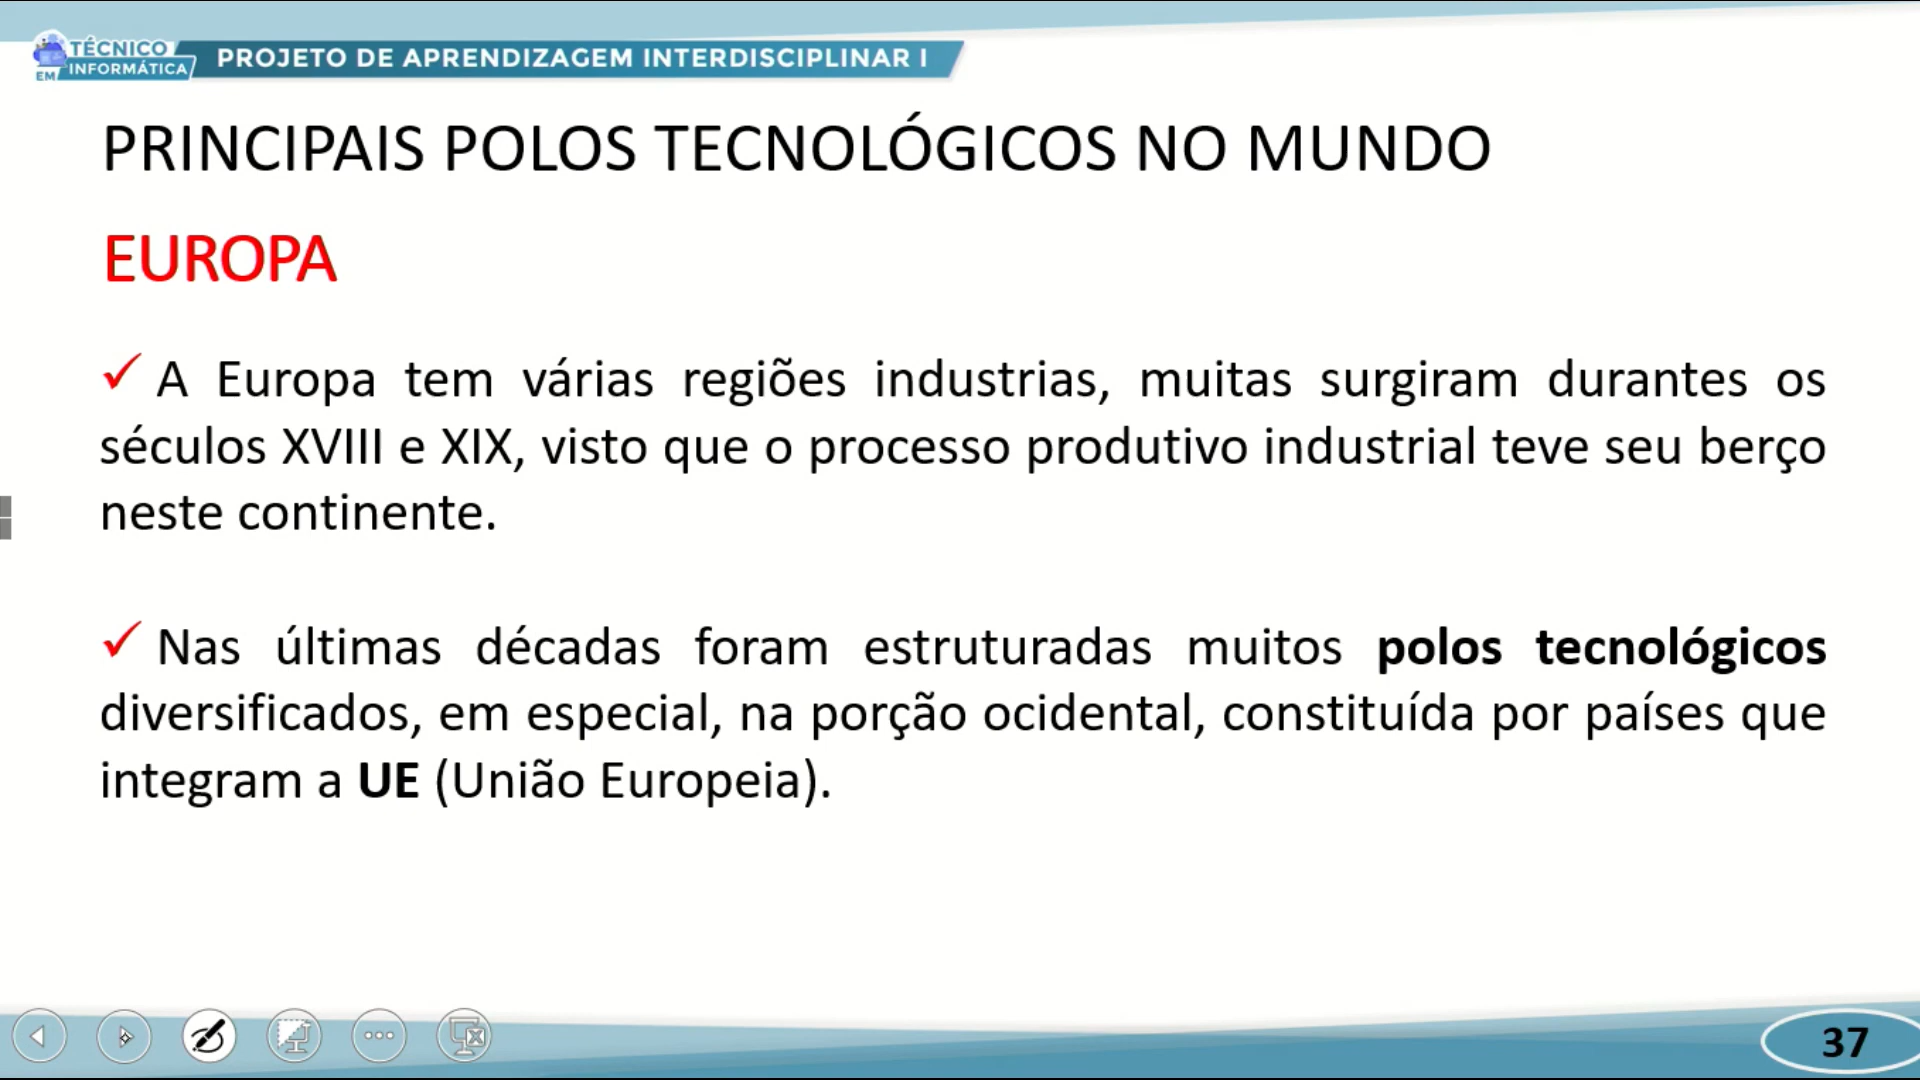 TÉCNICO
EM INFORMÁTICA
PROJETO DE APRENDIZAGEM INTERDISCIPLINAR I
PRINCIPAIS POLOS TECNOLÓGICOS NO MUNDO
EUROPA
A Europa tem várias regiões industrias, muitas surgiram durantes os
séculos XVIII e XIX, visto que o processo produtivo industrial teve seu berço
neste continente.
Nas últimas décadas foram estruturadas muitos polos tecnológicos
diversificados, em especial, na porção ocidental, constituída por países que
integram a UE (União Europeia).
37